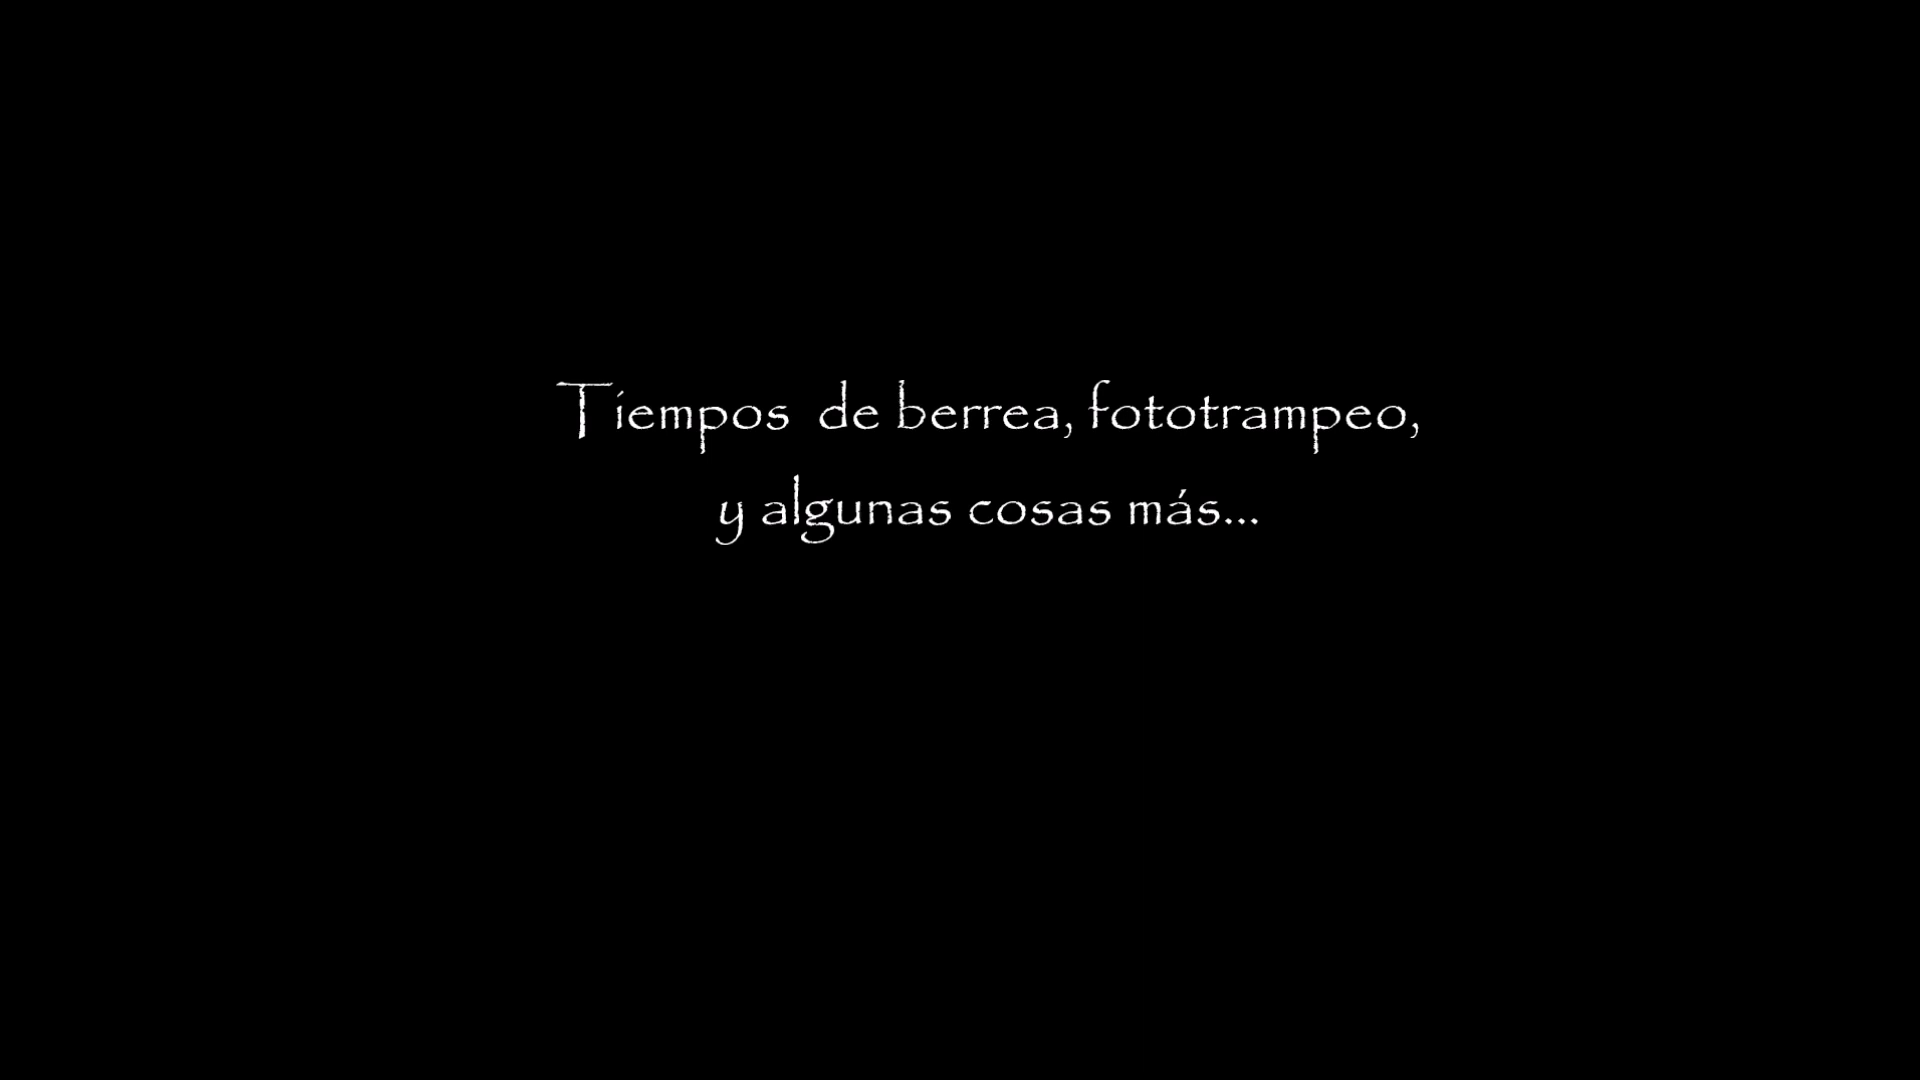 Tiempos  de berrea, fototrampeo,
y algunas cosas más...